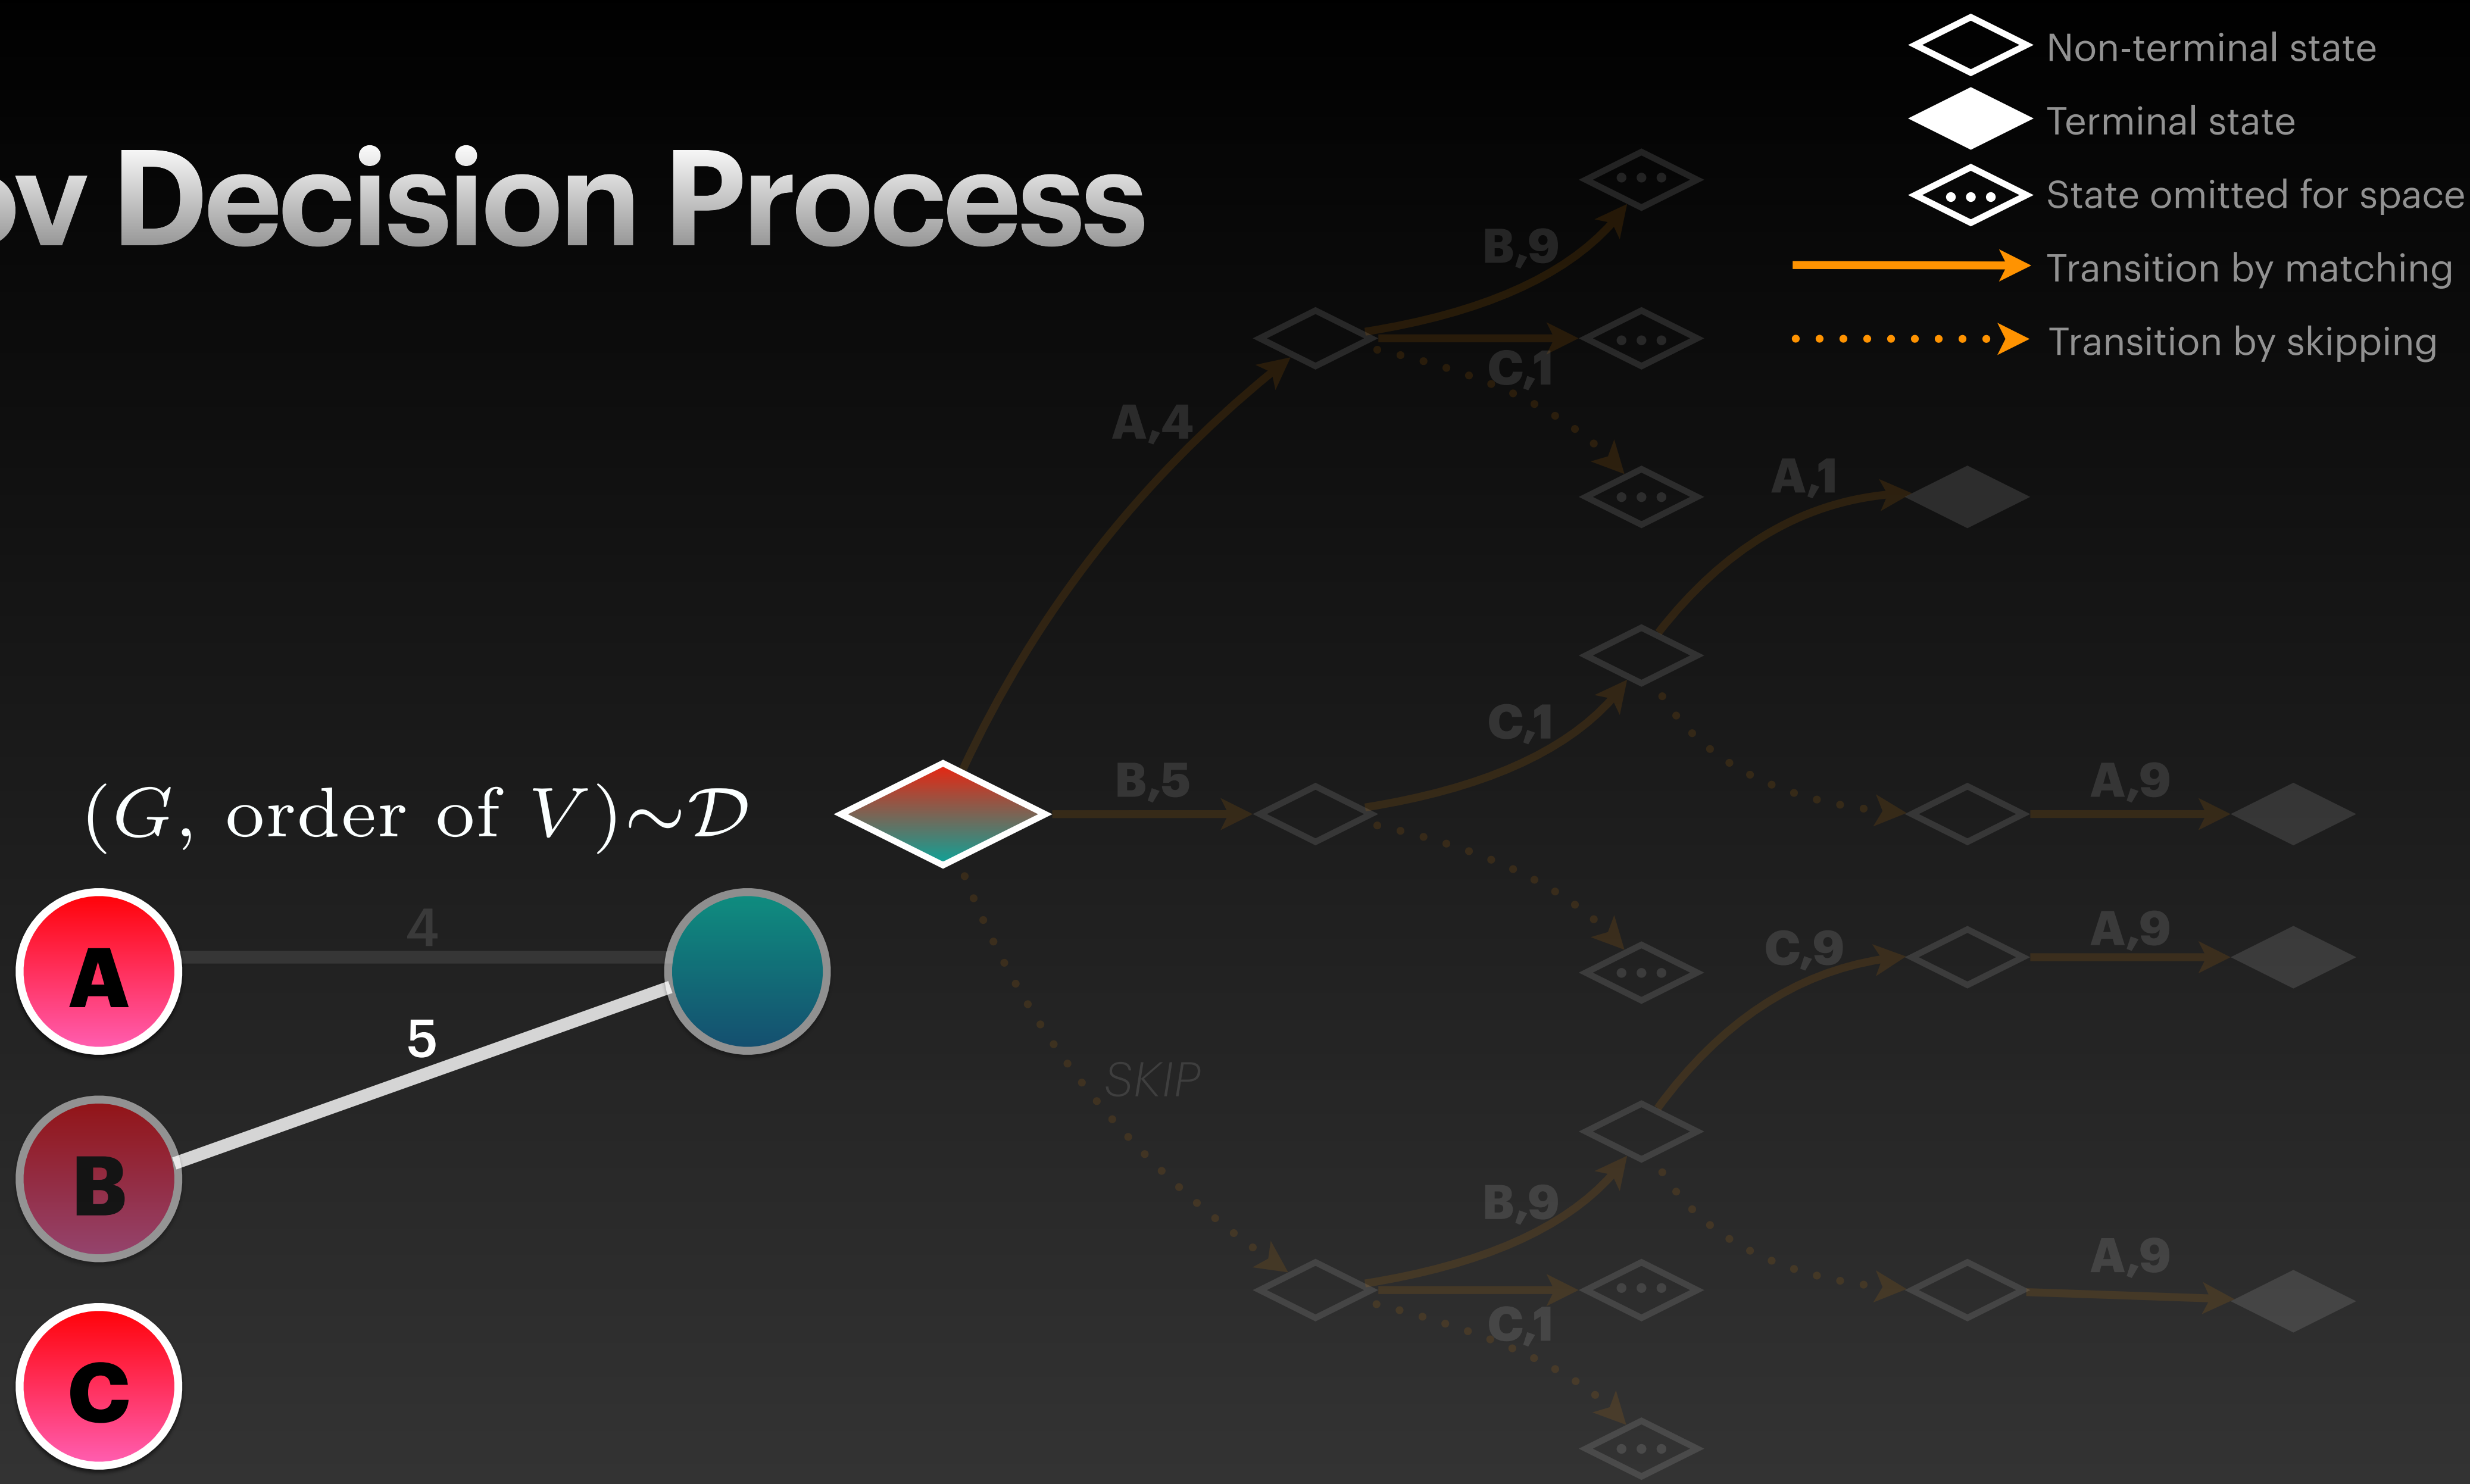 Non-terminal state
Terminal state
State omitted for space
Transition by matching
Transition by skipping
ov Decision Process
B,9
C,1
A,4
A,1
C,1
B,5
A,9
(G, order of V)~𝒟
4
A
5
C,9
A,9
SKIP
B
B,9
A,9
C,1
C